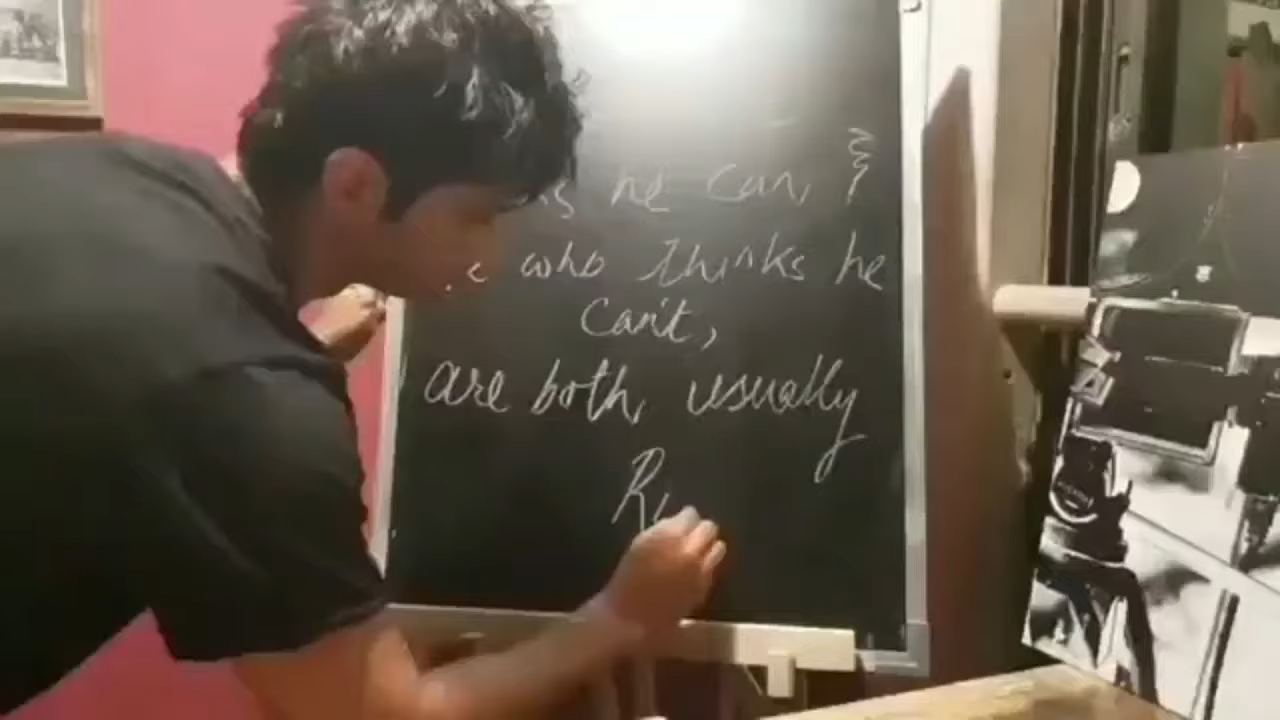 he can, &
who thinks he
can't,
are both, usually